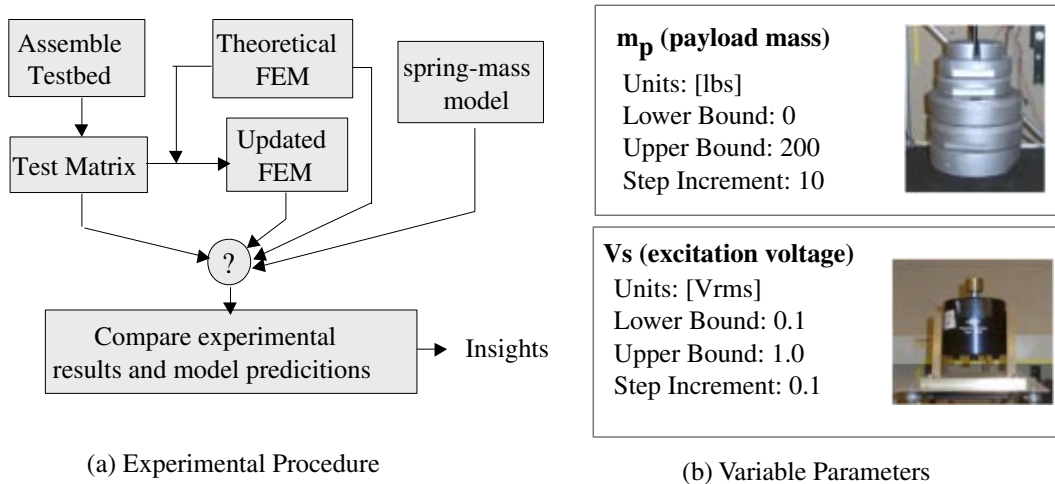 Assemble
Testbed
Theoretical
FEM
spring-mass
model
Test Matrix
Updated
FEM
?
Compare experimental
results and model predicitions
Insights
(a) Experimental Procedure
mp (payload mass)
Units: [lbs]
Lower Bound: 0
Upper Bound: 200
Step Increment: 10
Vs (excitation voltage)
Units: [Vrms]
Lower Bound: 0.1
Upper Bound: 1.0
Step Increment: 0.1
(b) Variable Parameters